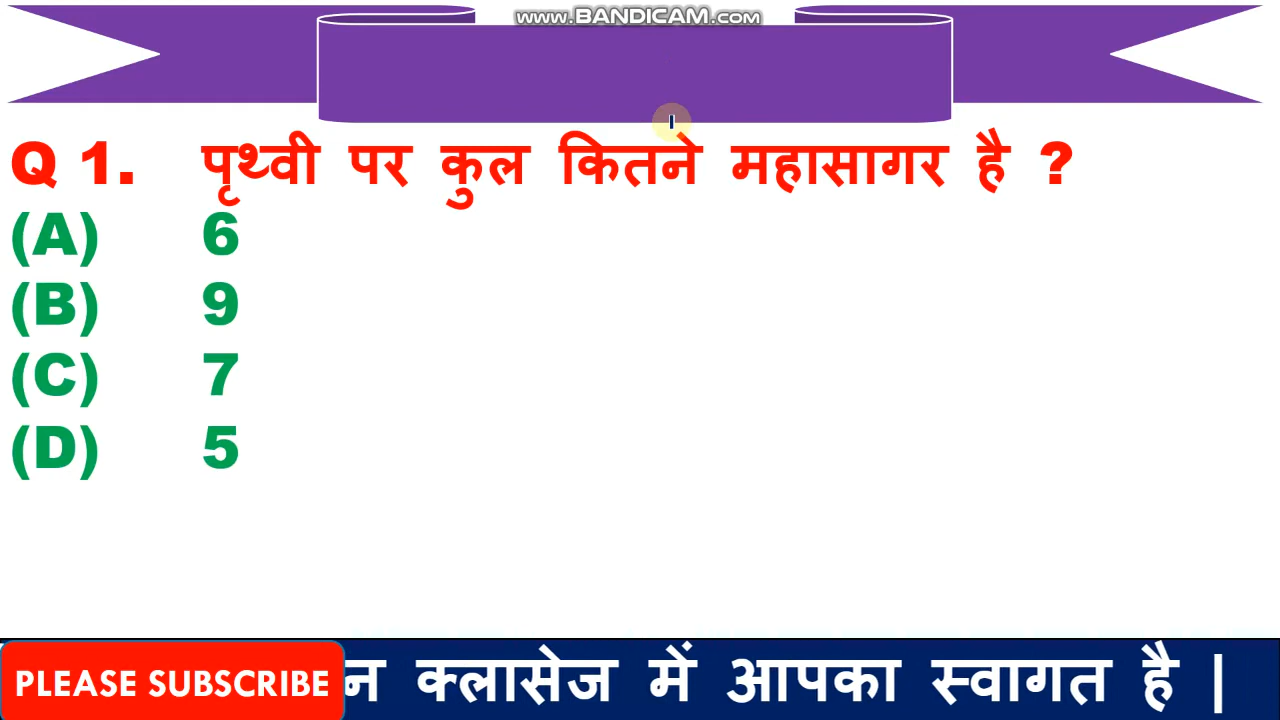 www.BANDICAM.com
Q 1. पृथ्वी पर कुल कितने महासागर है ?
(A) 6
(B) 9
(C) 7
(D) 5
PLEASE SUBSCRIBE न क्लासेज में आपका स्वागत है |